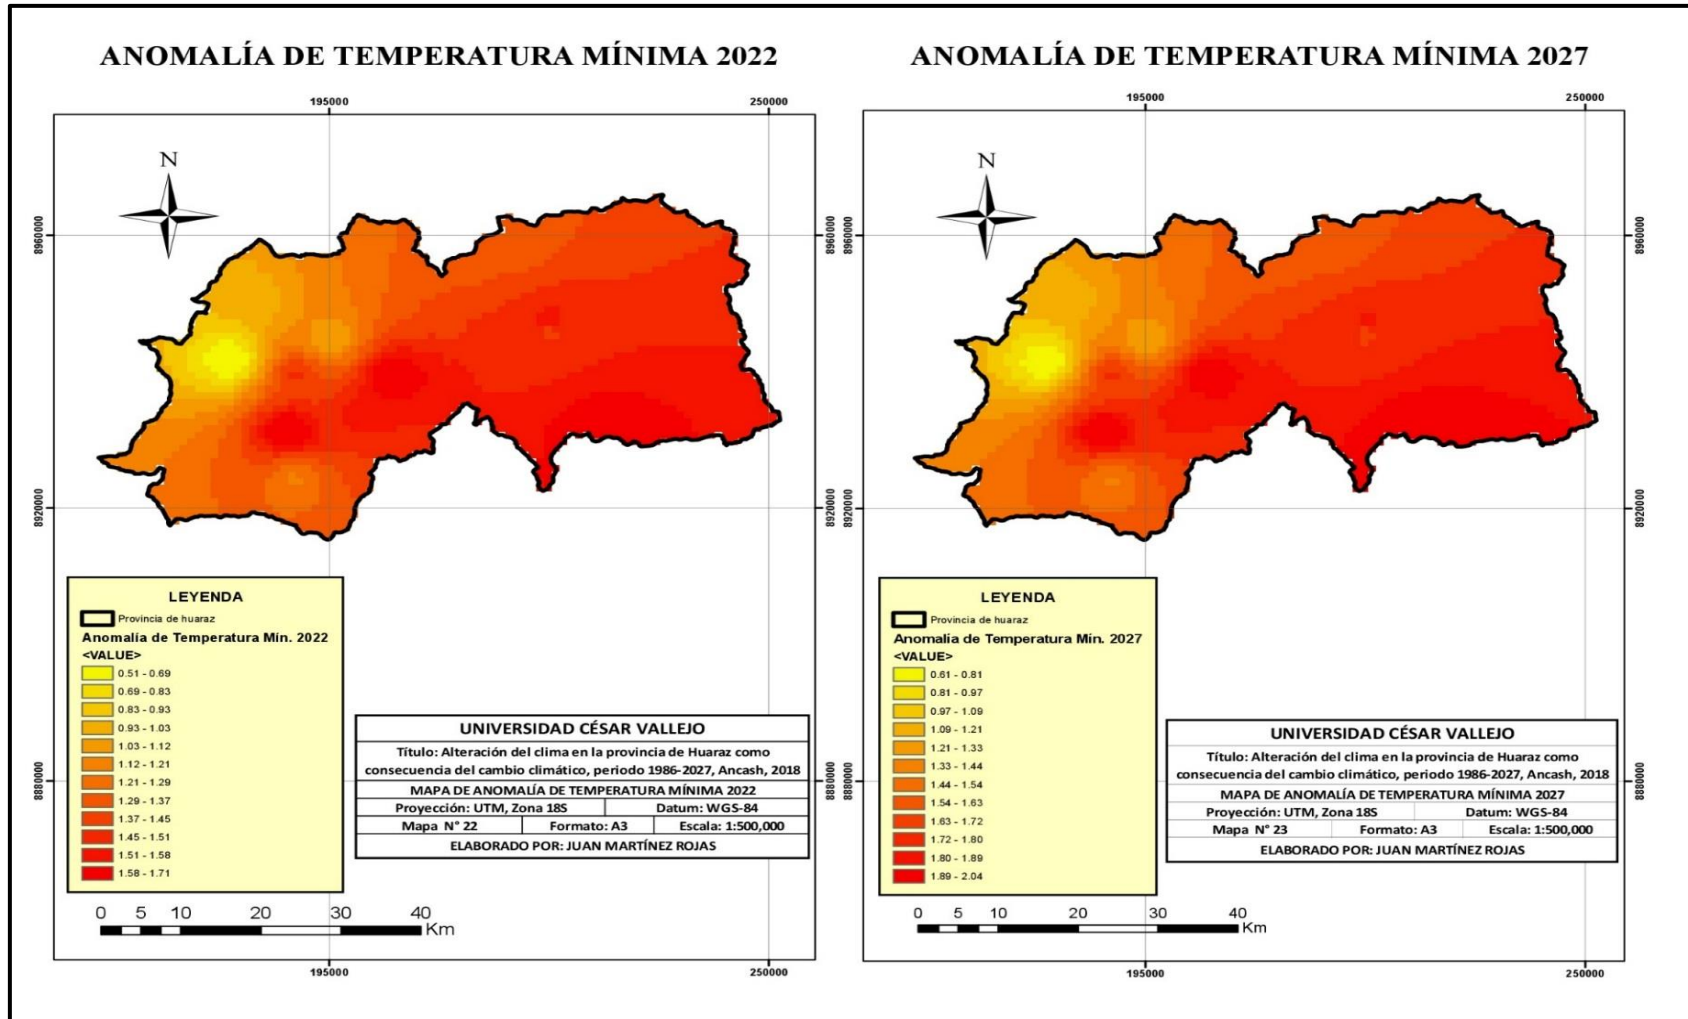 ANOMALÍA DE TEMPERATURA MÍNIMA 2022
195000
250000
N
8960000
8960000
8920000
8920000
8880000
LEYENDA
Provincia de huaraz
Anomalía de Temperatura Min. 2022
<VALUE>
0.51 - 0.69
0.69 - 0.83
0.83 - 0.93
0.93 - 1.03
1.03 - 1.12
1.12 - 1.21
1.21 - 1.29
1.29 - 1.37
1.37 - 1.45
1.45 - 1.51
1.51 - 1.58
1.58 - 1.71
UNIVERSIDAD CÉSAR VALLEJO
Título: Alteración del clima en la provincia de Huaraz como
consecuencia del cambio climático, periodo 1986-2027, Ancash, 2018
MAPA DE ANOMALÍA DE TEMPERATURA MÍNIMA 2022
Proyección: UTM, Zona 18S Datum: WGS-84
Mapa N° 22 Formato: A3 Escala: 1:500,000
ELABORADO POR: JUAN MARTÍNEZ ROJAS
0 5 10 20 30 40
Km
195000
250000
ANOMALÍA DE TEMPERATURA MÍNIMA 2027
195000
250000
N
8960000
8960000
8920000
8920000
8880000
8880000
LEYENDA
Provincia de huaraz
Anomalía de Temperatura Min. 2027
<VALUE>
0.61 - 0.81
0.81 - 0.97
0.97 - 1.09
1.09 - 1.21
1.21 - 1.33
1.33 - 1.44
1.44 - 1.54
1.54 - 1.63
1.63 - 1.72
1.72 - 1.80
1.80 - 1.89
1.89 - 2.04
UNIVERSIDAD CÉSAR VALLEJO
Título: Alteración del clima en la provincia de Huaraz como
consecuencia del cambio climático, periodo 1986-2027, Ancash, 2018
MAPA DE ANOMALÍA DE TEMPERATURA MÍNIMA 2027
Proyección: UTM, Zona 18S Datum: WGS-84
Mapa N° 23 Formato: A3 Escala: 1:500,000
ELABORADO POR: JUAN MARTÍNEZ ROJAS
0 5 10 20 30 40
Km
195000
250000